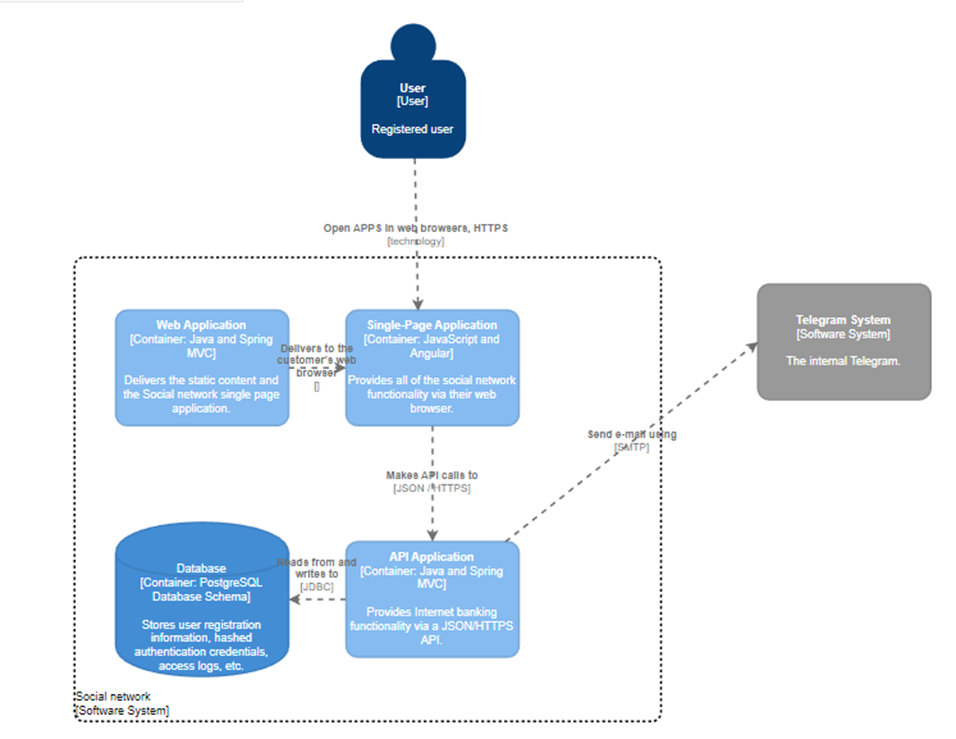 User
[User]
Registered user
Open APPS in web browsers, HTTPS
[technology]
Web Application
[Container: Java and Spring
MVC]
Delivers the static content and
the Social network single page
application.
Delivers to the
customer's web
browser
[]
Single-Page Application
[Container: JavaScript and
Angular]
Provides all of the social network
functionality via their web
browser.
Telegram System
[Software System]
The internal Telegram.
Send e-mail using
[SMTP]
Makes API calls to
[JSON / HTTPS]
Database
[Container: PostgreSQL
Database Schema]
Stores user registration
information, hashed
authentication credentials,
access logs, etc.
Reads from and
writes to
[JDBC]
API Application
[Container: Java and Spring
MVC]
Provides Internet banking
functionality via a JSON/HTTPS
API.
Social network
[Software System]